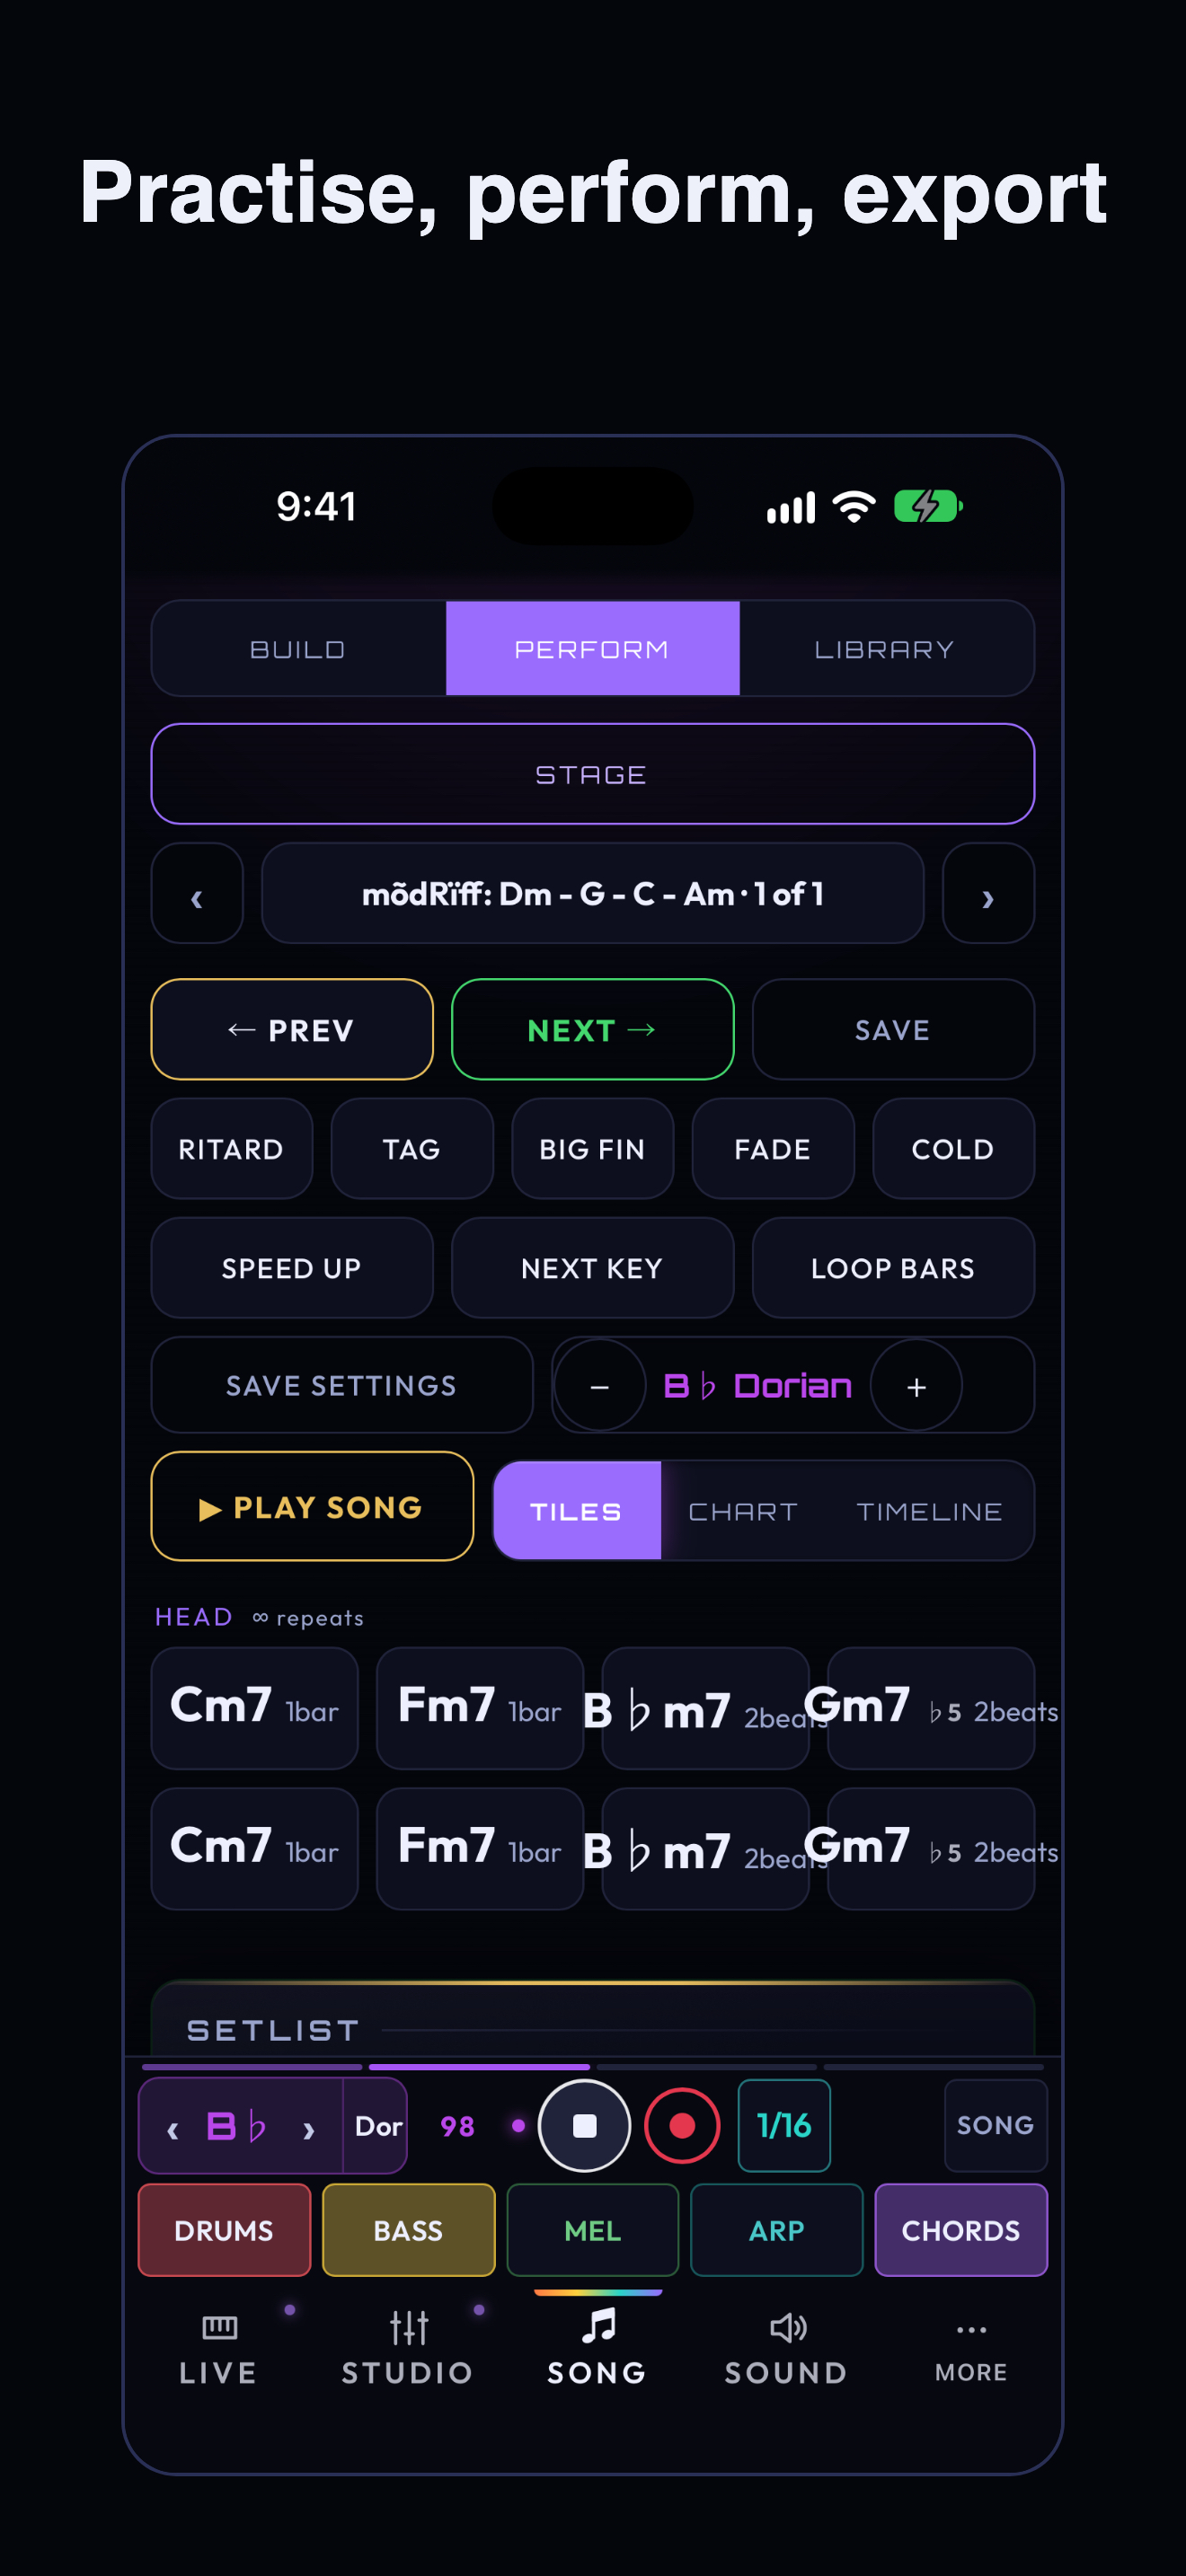 Practise, perform, export
9:41
BUILD PERFORM LIBRARY
STAGE
‹ mõdRïff: Dm - G - C - Am · 1 of 1 ›
← PREV NEXT → SAVE
RITARD TAG BIG FIN FADE COLD
SPEED UP NEXT KEY LOOP BARS
SAVE SETTINGS − B♭ Dorian +
▶ PLAY SONG TILES CHART TIMELINE
HEAD ∞ repeats
Cm7 1bar Fm7 1bar B♭m7 2beats Gm7 ♭5 2beats
Cm7 1bar Fm7 1bar B♭m7 2beats Gm7 ♭5 2beats
SETLIST
‹ B♭ › Dor 98 1/16 SONG
DRUMS BASS MEL ARP CHORDS
LIVE STUDIO SONG SOUND MORE